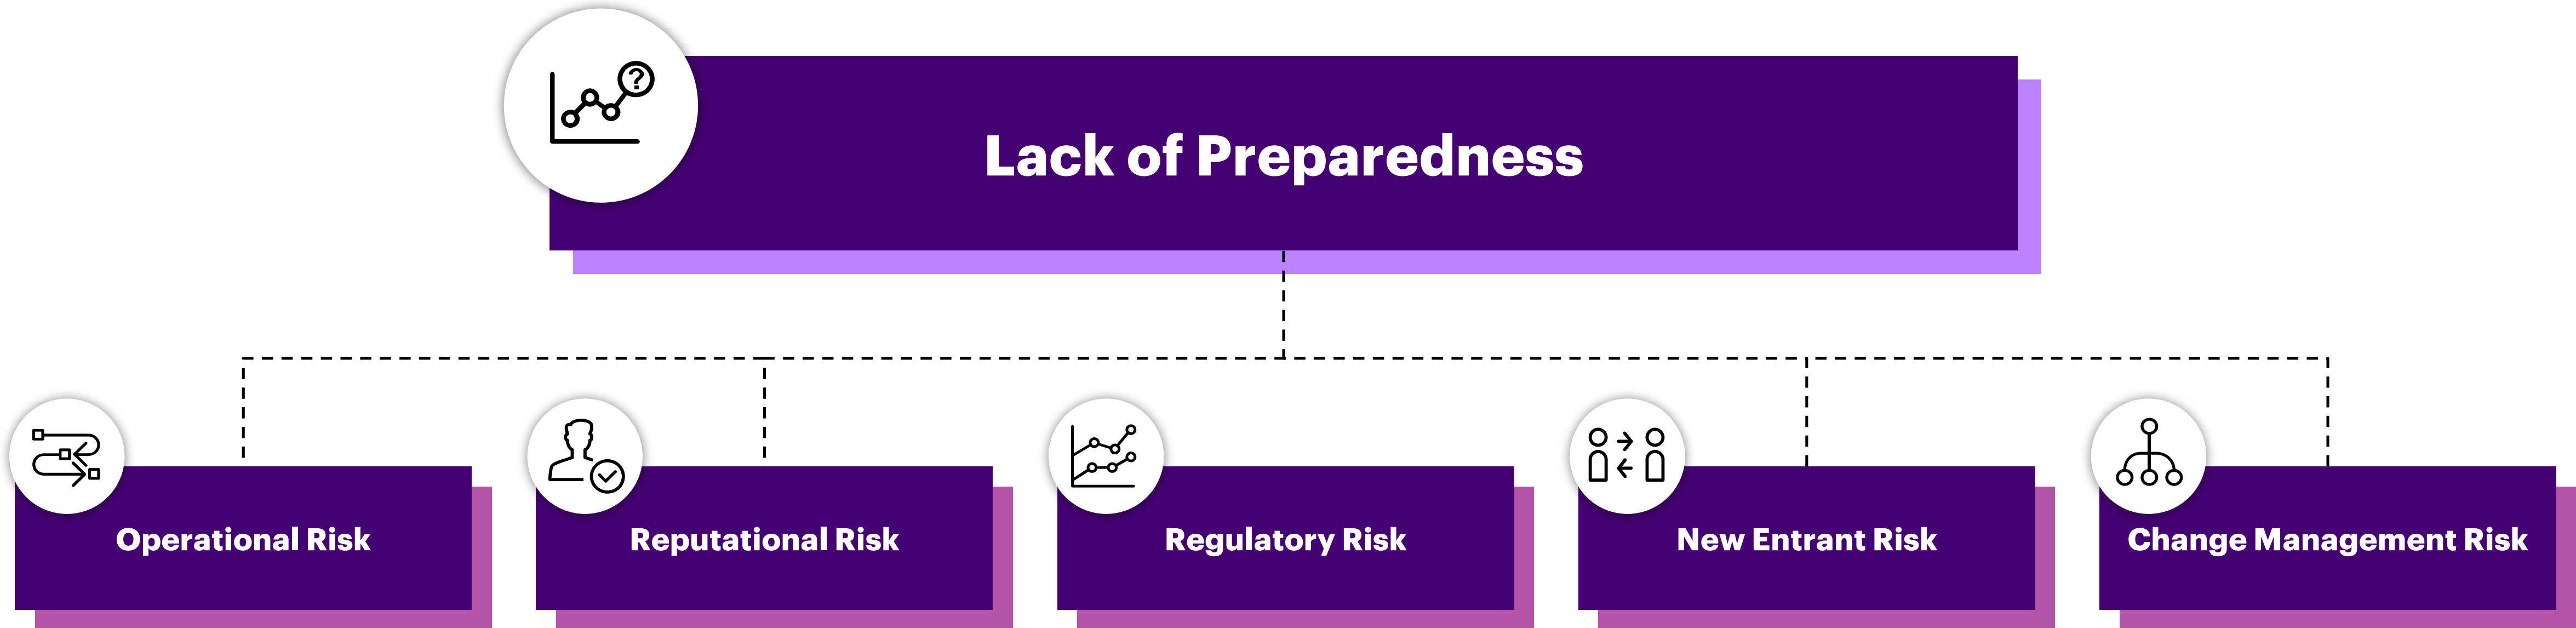 ?
Lack of Preparedness
Operational Risk
Reputational Risk
Regulatory Risk
New Entrant Risk
Change Management Risk